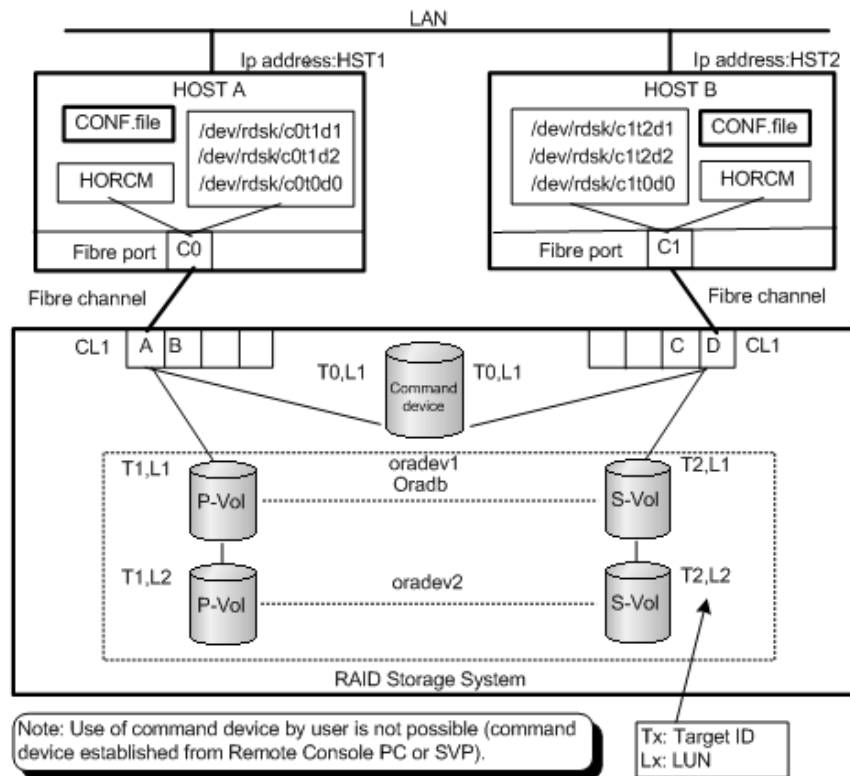 LAN
Ip address:HST1
Ip address:HST2
HOST A
HOST B
CONF.file
/dev/rdsk/c0t1d1
/dev/rdsk/c0t1d2
/dev/rdsk/c0t0d0
HORCM
/dev/rdsk/c1t2d1
/dev/rdsk/c1t2d2
/dev/rdsk/c1t0d0
CONF.file
HORCM
Fibre port
C0
Fibre port
C1
Fibre channel
Fibre channel
CL1
A
B
C
D
CL1
T0,L1
Command
device
T0,L1
T1,L1
oradev1
Oradb
T2,L1
P-Vol
S-Vol
T1,L2
oradev2
T2,L2
P-Vol
S-Vol
RAID Storage System
Note: Use of command device by user is not possible (command
device established from Remote Console PC or SVP).
Tx: Target ID
Lx: LUN